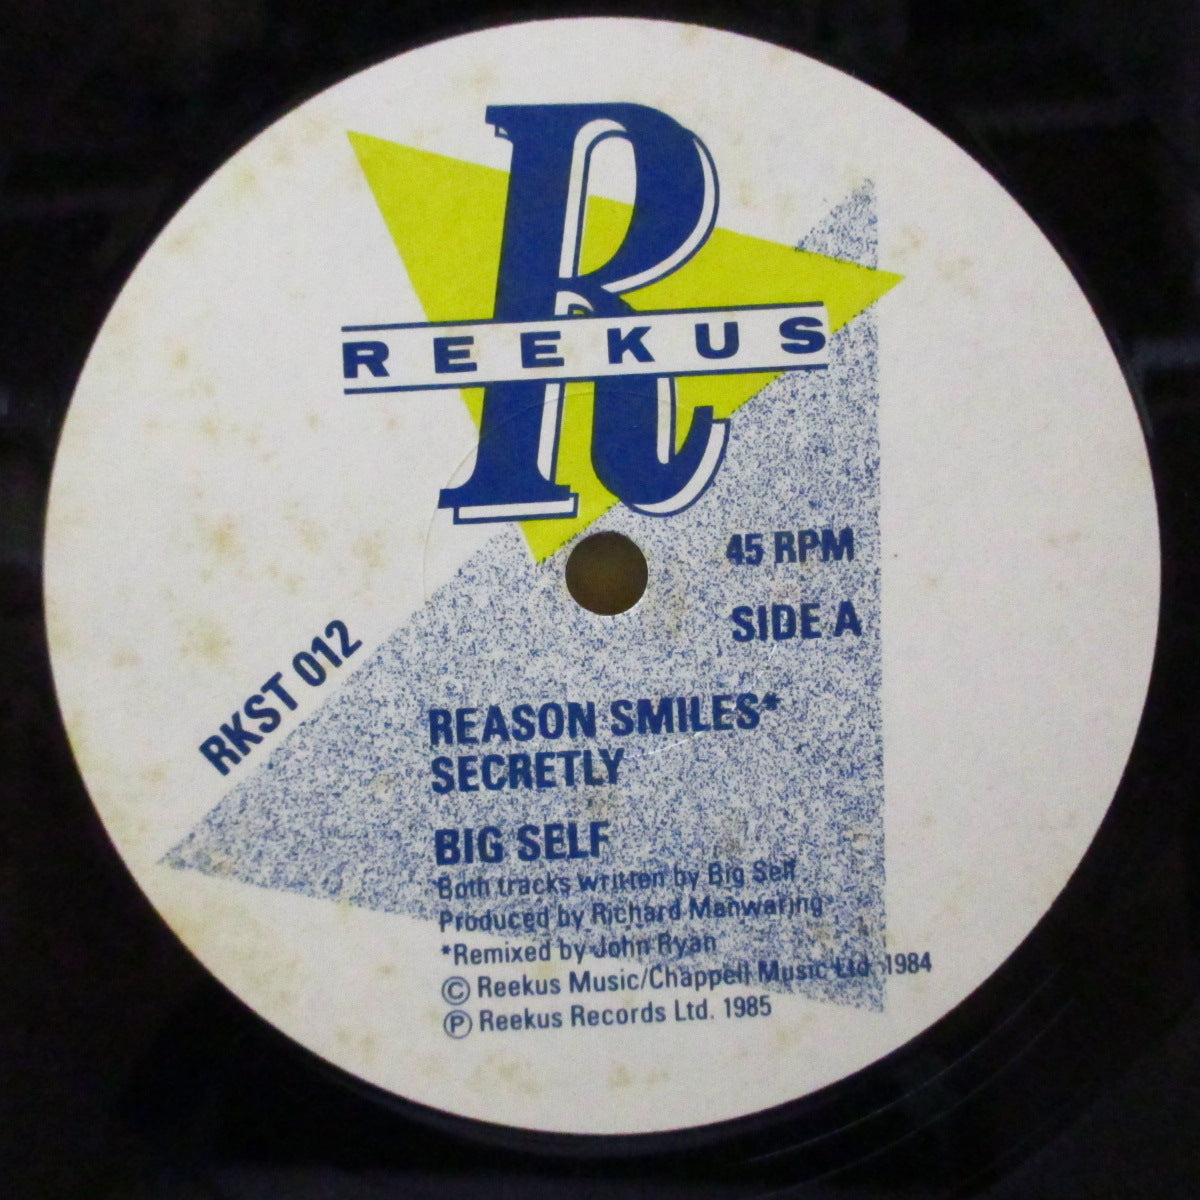 R
REEKUS
45 RPM
SIDE A
RKST 012
REASON SMILES*
SECRETLY
BIG SELF
Both tracks written by Big Self
Produced by Richard Manwaring
*Remixed by John Ryan
© Reekus Music/Chappell Music Ltd 1984
℗ Reekus Records Ltd. 1985